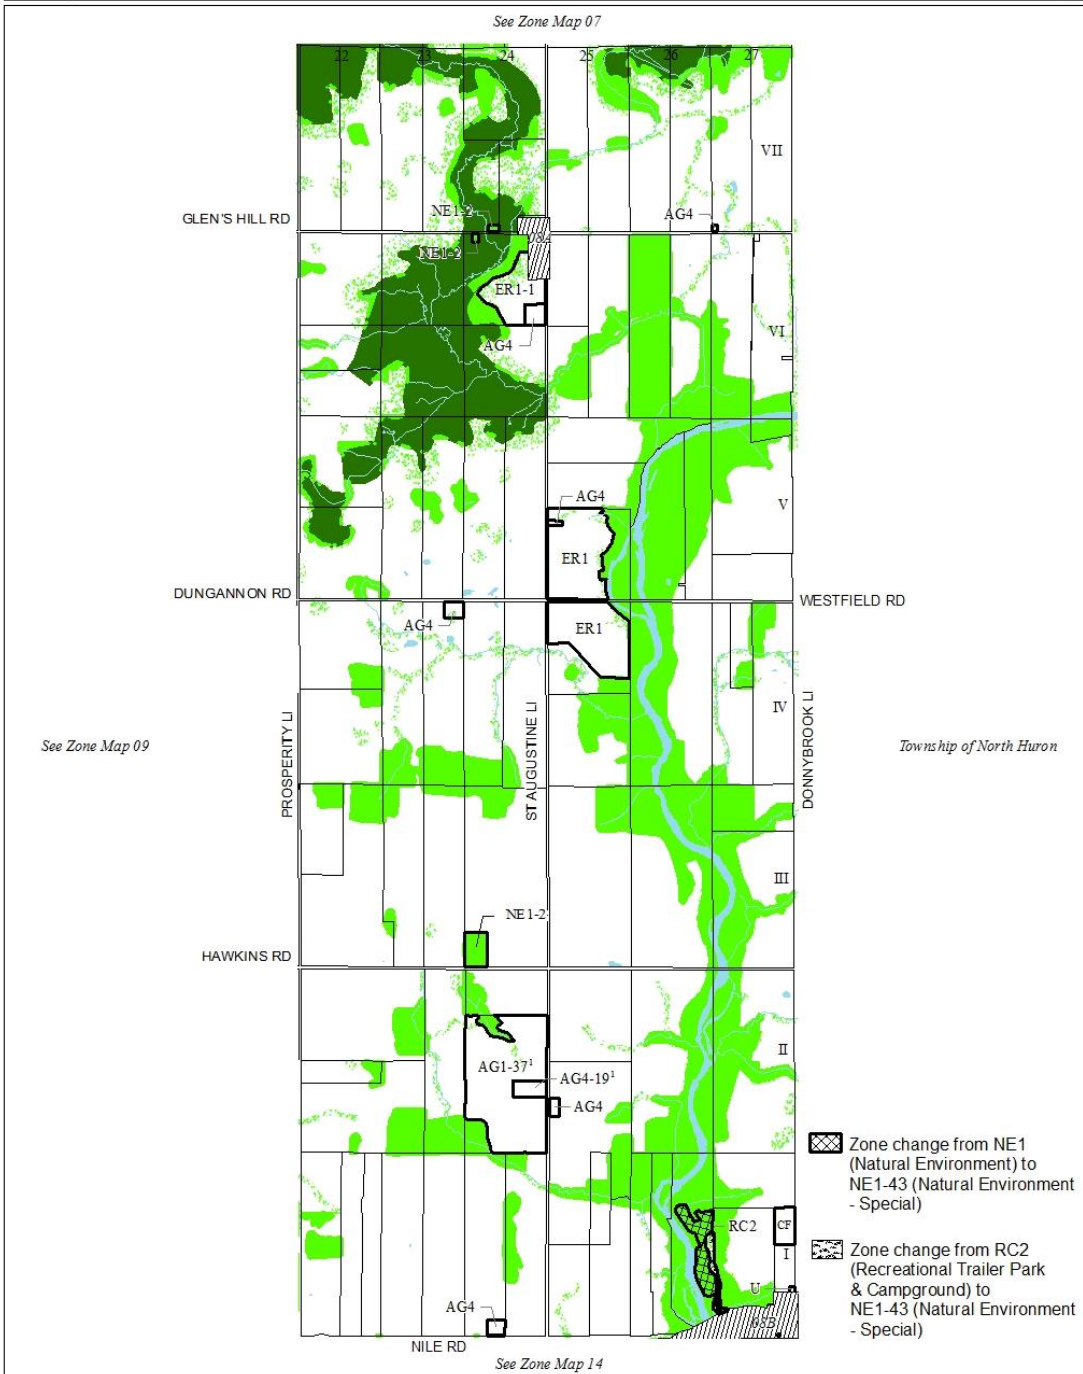 See Zone Map 07
22
23
24
25
26
27
VII
GLEN'S HILL RD
NE1-2
AG4
NE1-2
08A
ER1-1
VI
AG4
AG4
V
ER1
DUNGANNON RD
WESTFIELD RD
AG4
ER1
IV
See Zone Map 09
PROSPERITY LI
ST AUGUSTINE LI
DONNYBROOK LI
Township of North Huron
III
NE1-2
HAWKINS RD
II
AG1-37¹
AG4-19¹
AG4
Zone change from NE1
(Natural Environment) to
NE1-43 (Natural Environment
- Special)
RC2
CF
I
Zone change from RC2
(Recreational Trailer Park
& Campground) to
NE1-43 (Natural Environment
- Special)
U
AG4
NILE RD
See Zone Map 14